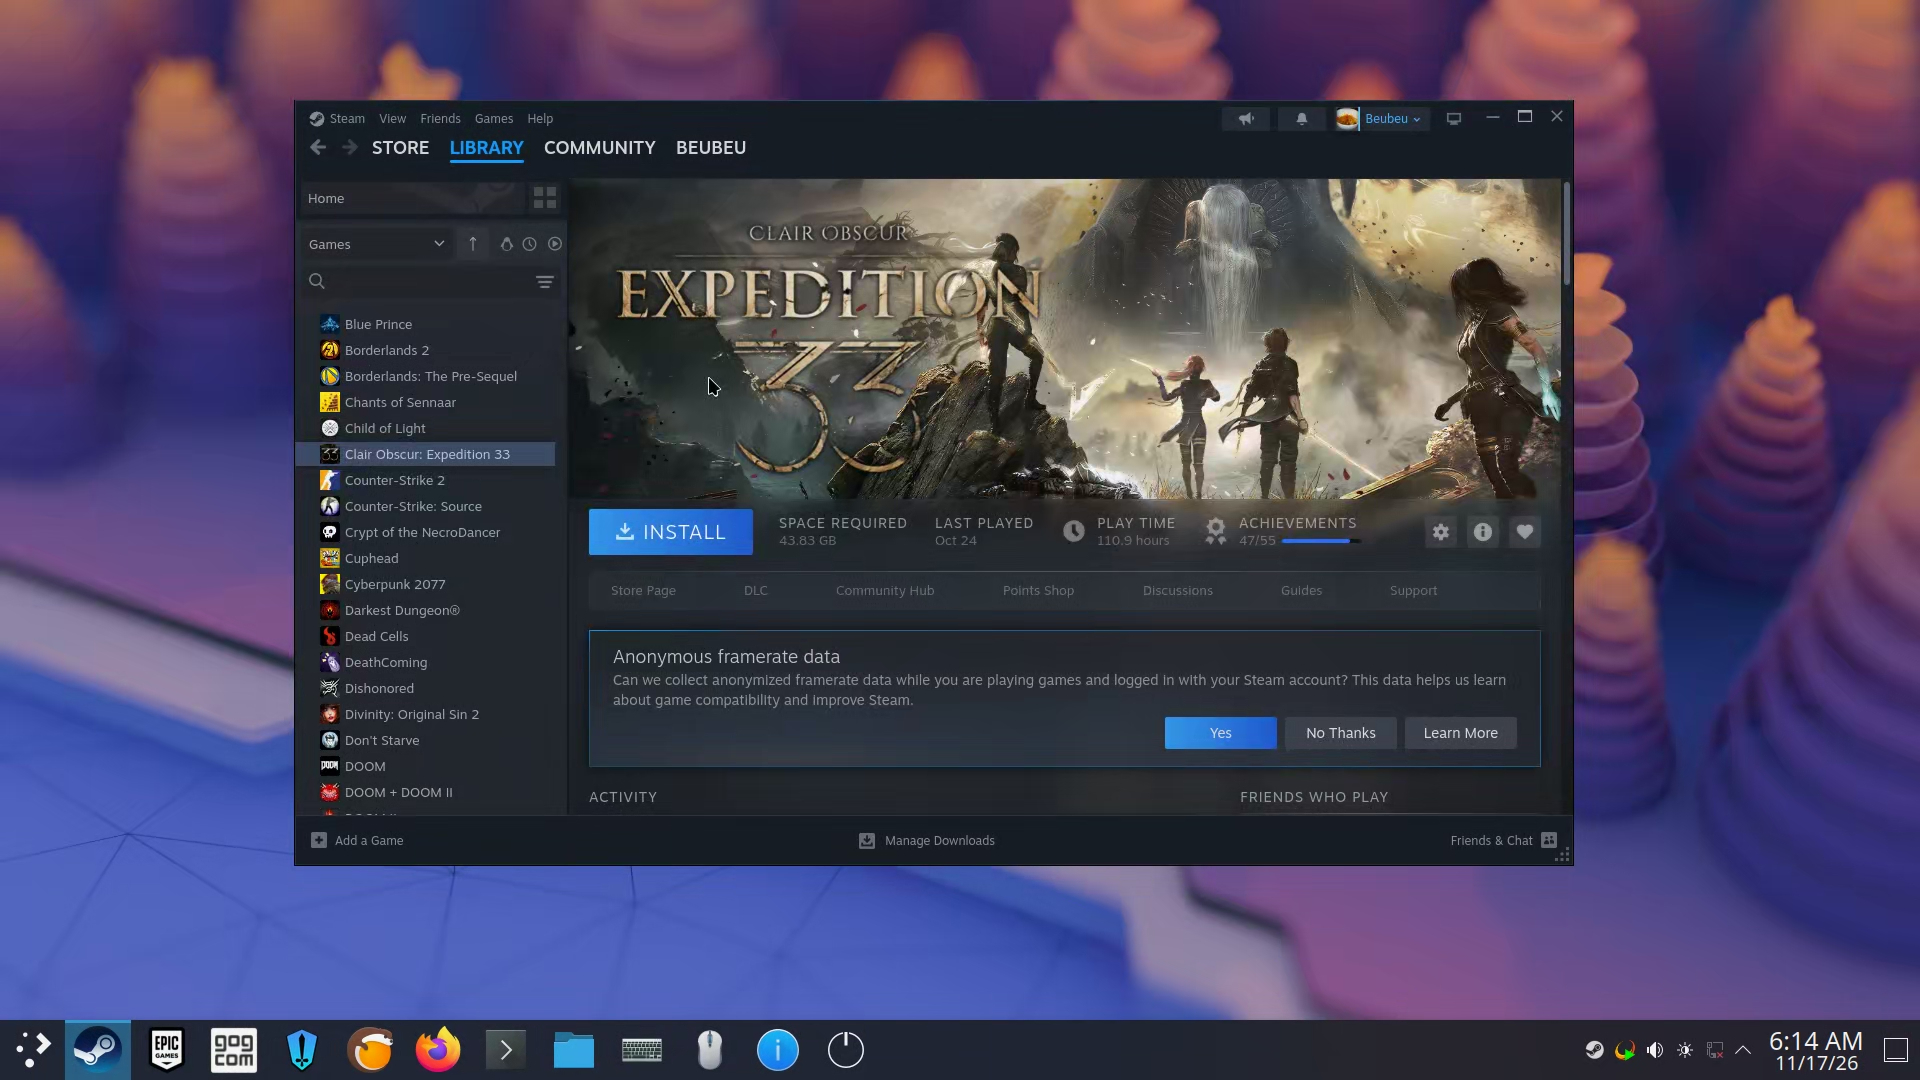 Steam View Friends Games Help Beubeu
STORE LIBRARY COMMUNITY BEUBEU
Home
Games
Blue Prince
Borderlands 2
Borderlands: The Pre-Sequel
Chants of Sennaar
Child of Light
Clair Obscur: Expedition 33
Counter-Strike 2
Counter-Strike: Source
Crypt of the NecroDancer
Cuphead
Cyberpunk 2077
Darkest Dungeon®
Dead Cells
DeathComing
Dishonored
Divinity: Original Sin 2
Don't Starve
DOOM
DOOM + DOOM II
CLAIR OBSCUR
EXPEDITION
33
INSTALL
SPACE REQUIRED
43.83 GB
LAST PLAYED
Oct 24
PLAY TIME
110.9 hours
ACHIEVEMENTS
47/55
Store Page DLC Community Hub Points Shop Discussions Guides Support
Anonymous framerate data
Can we collect anonymized framerate data while you are playing games and logged in with your Steam account? This data helps us learn
about game compatibility and improve Steam.
Yes No Thanks Learn More
ACTIVITY FRIENDS WHO PLAY
Add a Game Manage Downloads Friends & Chat
EPIC
GAMES
gog
com
6:14 AM
11/17/26